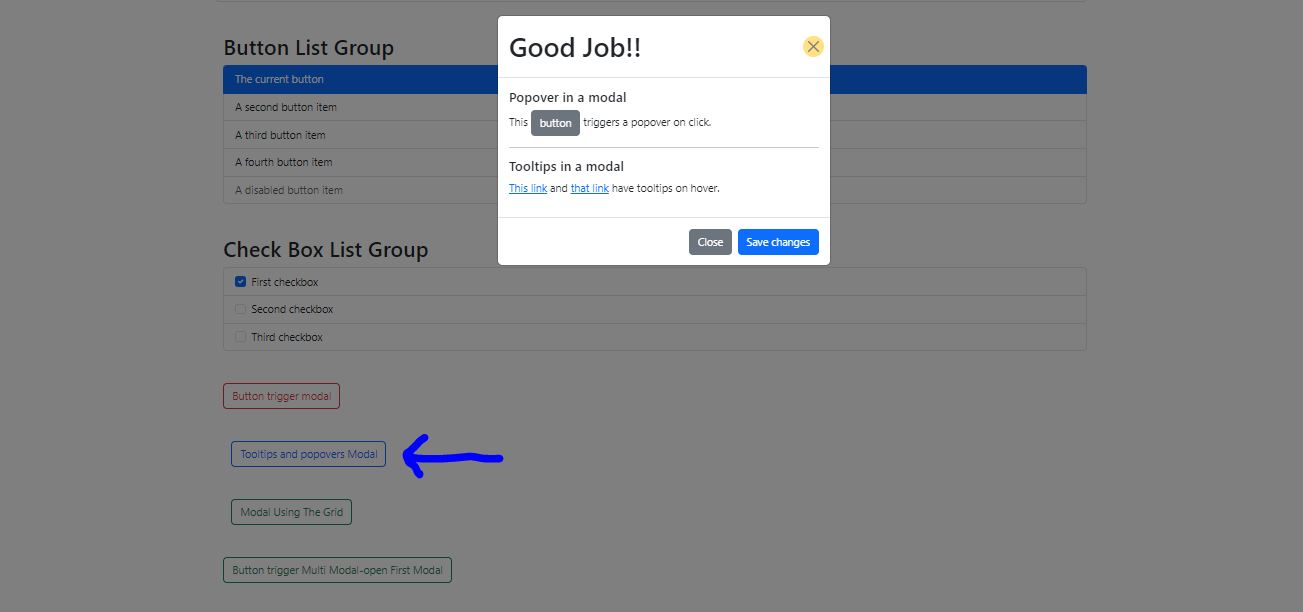 Button List Group
The current button
A second button item
A third button item
A fourth button item
A disabled button item
Good Job!!
Popover in a modal
This button triggers a popover on click.
Tooltips in a modal
This link and that link have tooltips on hover.
Close Save changes
Check Box List Group
First checkbox
Second checkbox
Third checkbox
Button trigger modal
Tooltips and popovers Modal
Modal Using The Grid
Button trigger Multi Modal-open First Modal